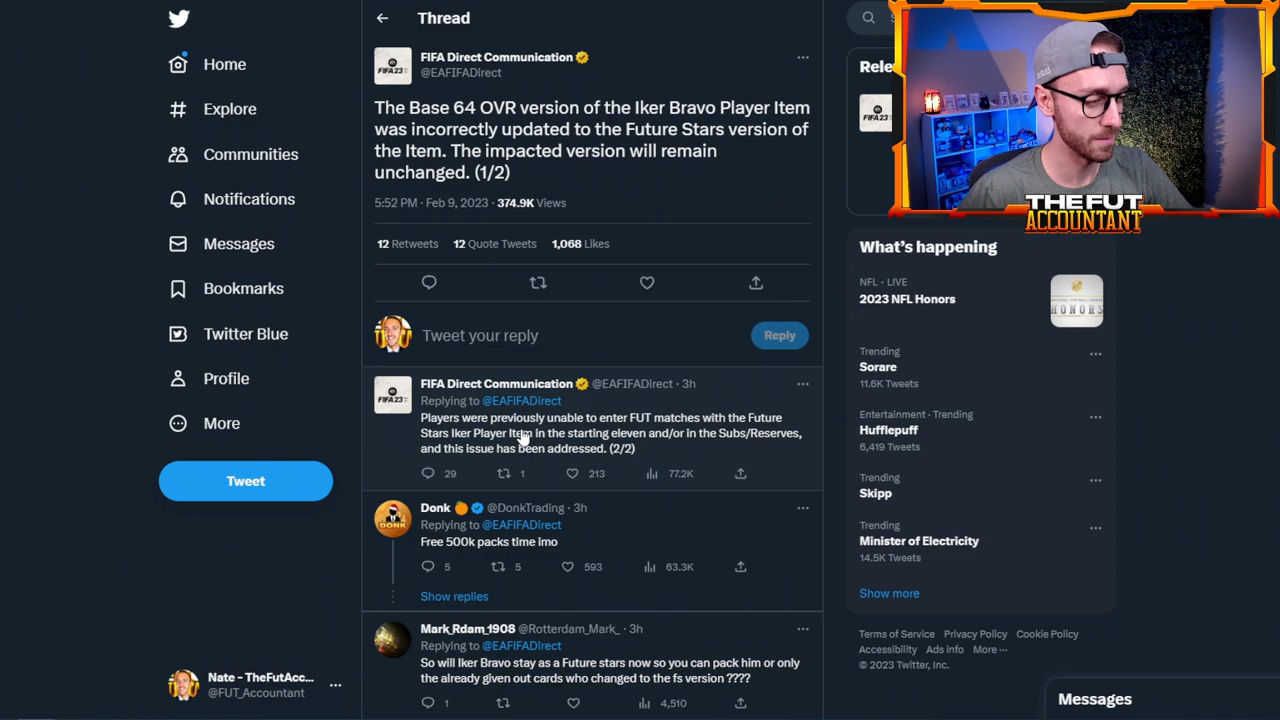 Thread
Home
Explore
Communities
Notifications
Messages
Bookmarks
Twitter Blue
Profile
More
Tweet
Nate - TheFutAcc...
@FUT_Accountant
FIFA Direct Communication
@EAFIFADirect
The Base 64 OVR version of the Iker Bravo Player Item
was incorrectly updated to the Future Stars version of
the Item. The impacted version will remain
unchanged. (1/2)
5:52 PM · Feb 9, 2023 · 374.9K Views
12 Retweets 12 Quote Tweets 1,068 Likes
Tweet your reply
Reply
FIFA Direct Communication @EAFIFADirect · 3h
Replying to @EAFIFADirect
Players were previously unable to enter FUT matches with the Future
Stars Iker Player Item in the starting eleven and/or in the Subs/Reserves,
and this issue has been addressed. (2/2)
29 1 213 77.2K
Donk @DonkTrading · 3h
Replying to @EAFIFADirect
Free 500k packs time imo
5 5 593 63.3K
Show replies
Mark_Rdam_1908 @Rotterdam_Mark_ · 3h
Replying to @EAFIFADirect
So will Iker Bravo stay as a Future stars now so you can pack him or only
the already given out cards who changed to the fs version ????
1 4,510
THE FUT
ACCOUNTANT
What's happening
NFL · LIVE
2023 NFL Honors
Trending
Sorare
11.6K Tweets
Entertainment · Trending
Hufflepuff
6,419 Tweets
Trending
Skipp
Trending
Minister of Electricity
14.5K Tweets
Show more
Terms of Service Privacy Policy Cookie Policy
Accessibility Ads info More ···
© 2023 Twitter, Inc.
Messages